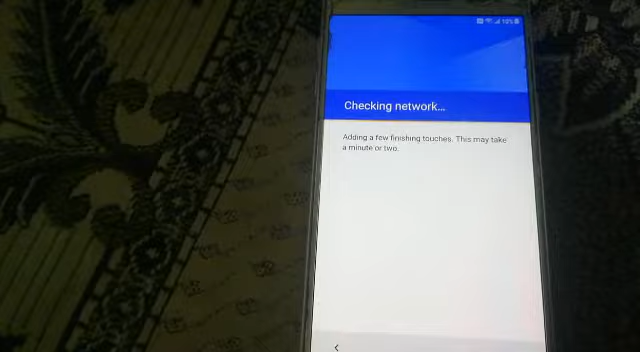 Checking network...
Adding a few finishing touches. This may take
a minute or two.